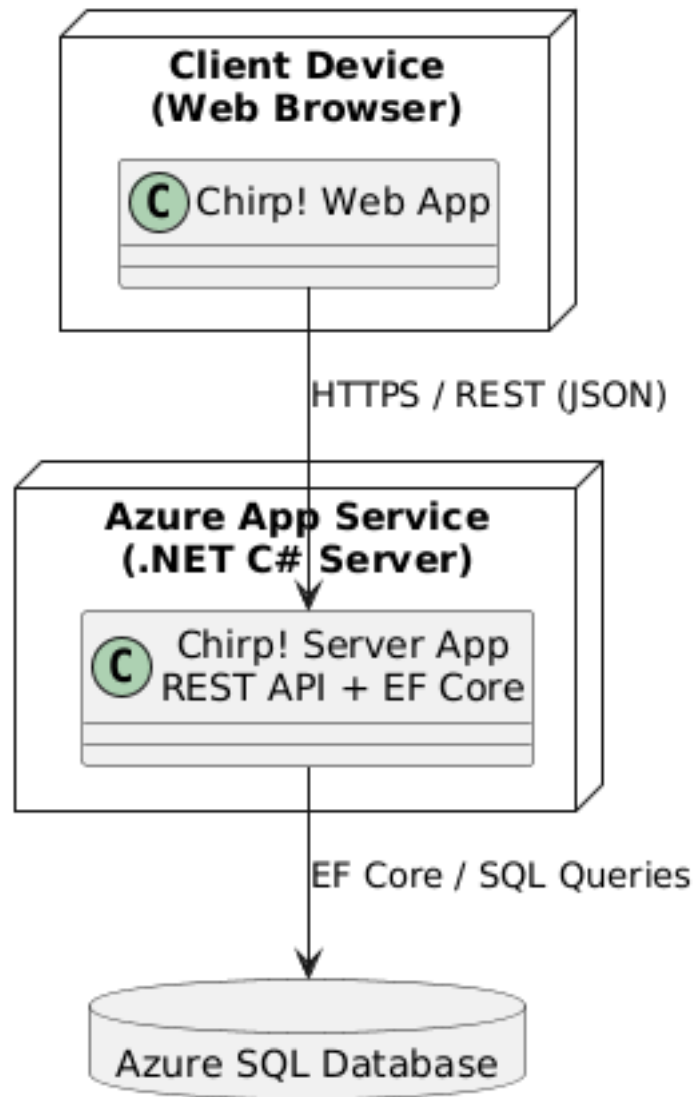 Client Device
(Web Browser)
C Chirp! Web App
HTTPS / REST (JSON)
Azure App Service
(.NET C# Server)
C Chirp! Server App
REST API + EF Core
EF Core / SQL Queries
Azure SQL Database